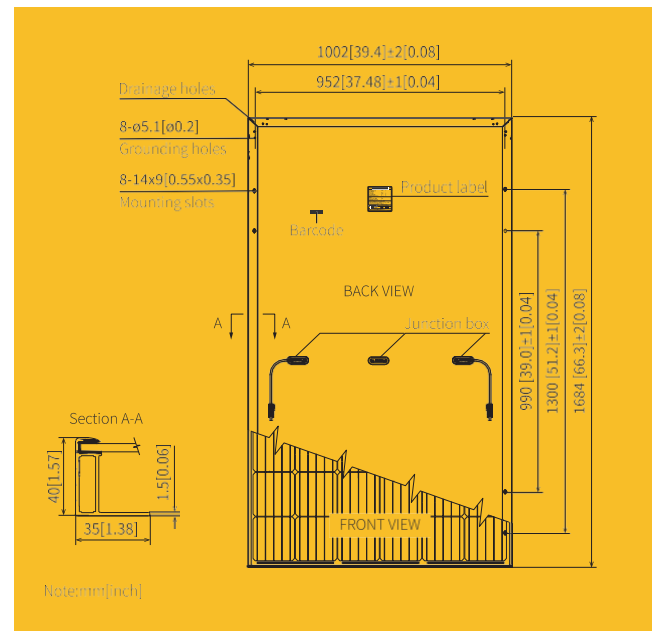 1002[39.4]±2[0.08]
952[37.48]±1[0.04]
Drainage holes
8-ø5.1[ø0.2]
Grounding holes
8-14x9[0.55x0.35]
Mounting slots
Product label
Barcode
BACK VIEW
A
A
Junction box
990 [39.0]±1[0.04]
1300 [51.2]±1[0.04]
1684 [66.3]±2[0.08]
Section A-A
40[1.57]
1.5[0.06]
35[1.38]
FRONT VIEW
Note:mm[inch]